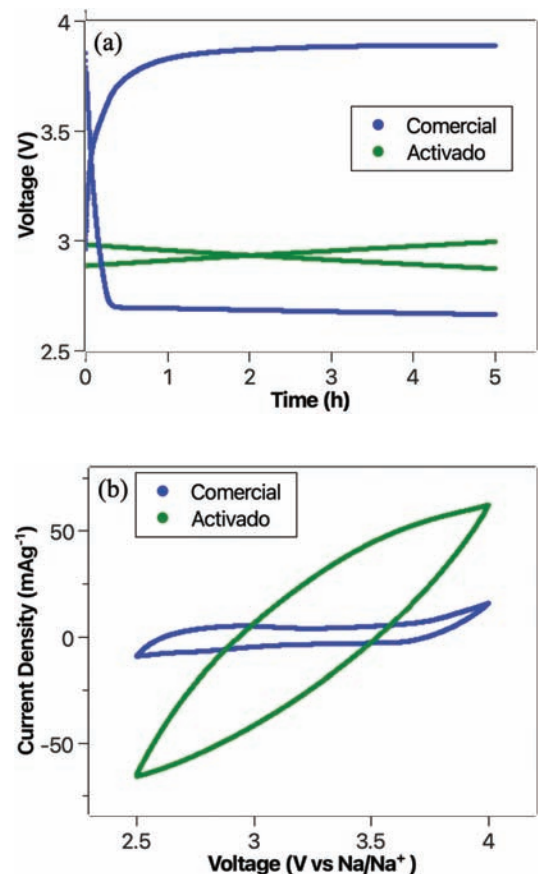 (a)
4
3.5
3
2.5
Voltage (V)
Comercial
Activado
0
1
2
3
4
5
Time (h)
(b)
Comercial
Activado
50
0
-50
Current Density (mAg⁻¹)
2.5
3
3.5
4
Voltage (V vs Na/Na⁺ )